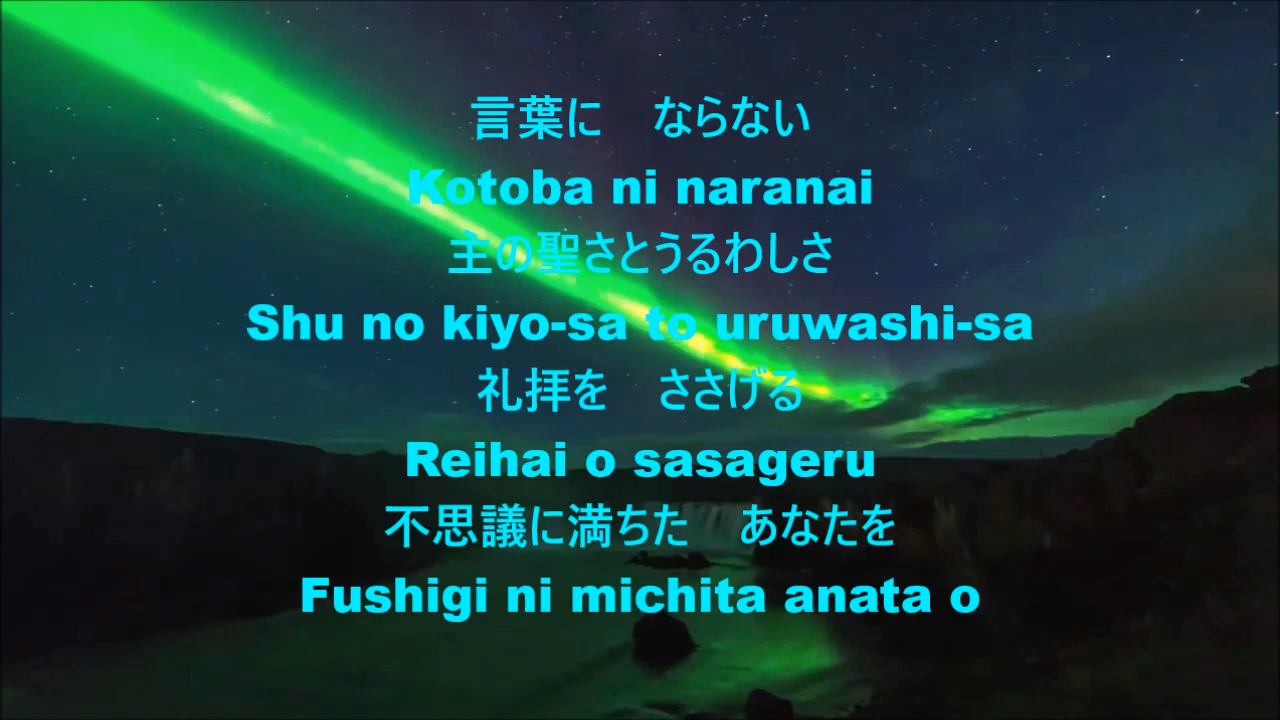 言葉に　ならない
Kotoba ni naranai
主の聖さとうるわしさ
Shu no kiyo-sa to uruwashi-sa
礼拝を　ささげる
Reihai o sasageru
不思議に満ちた　あなたを
Fushigi ni michita anata o